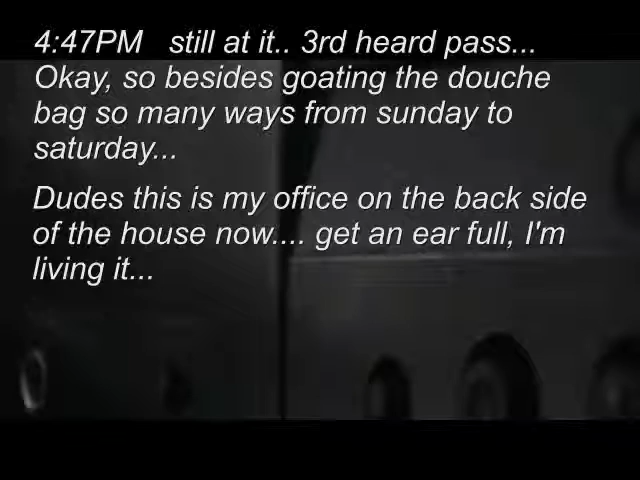 4:47PM   still at it.. 3rd heard pass...
Okay, so besides goating the douche
bag so many ways from sunday to
saturday...
Dudes this is my office on the back side
of the house now.... get an ear full, I'm
living it...